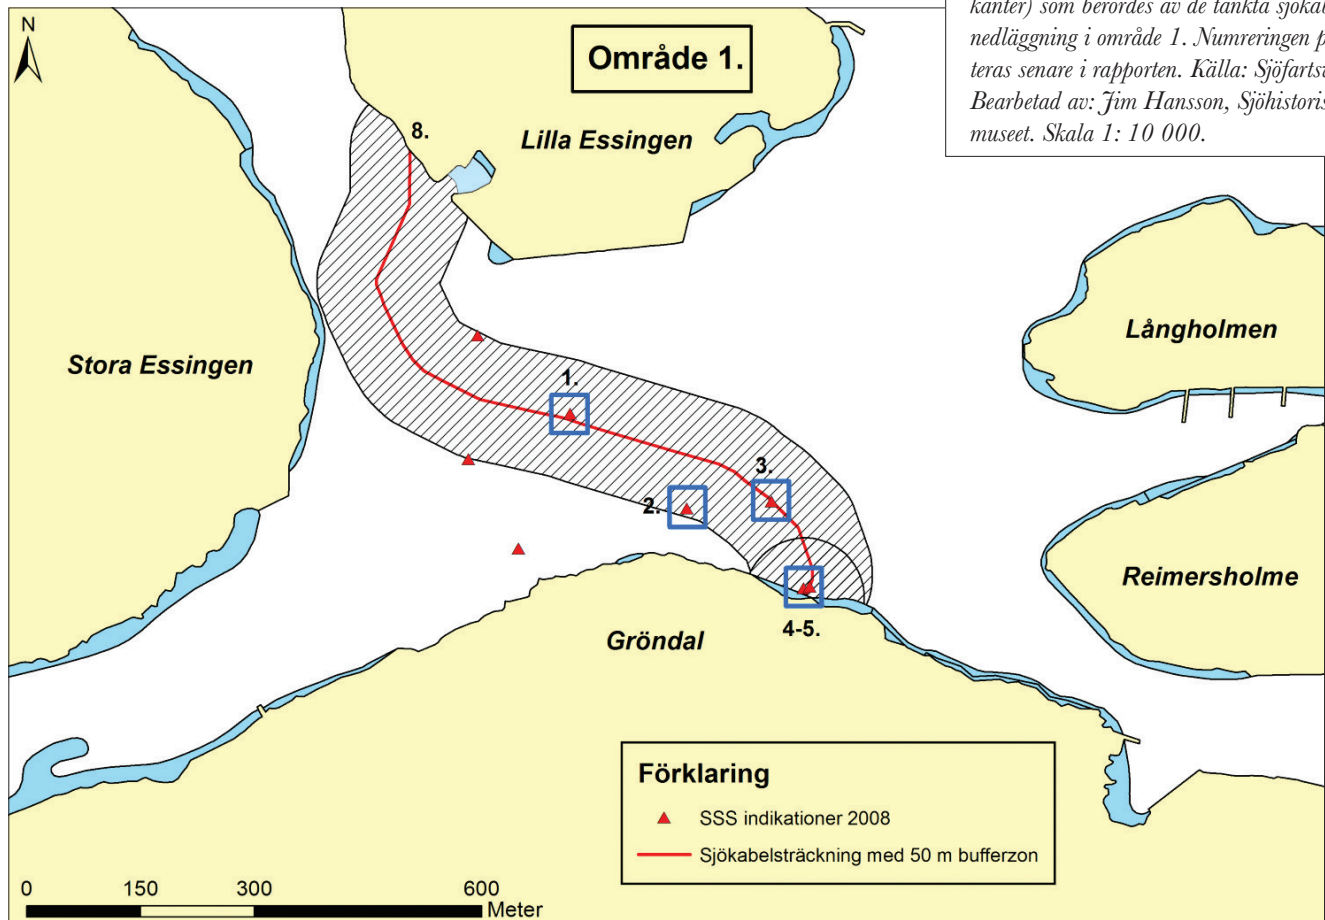 kanter) som berördes av de tänkta sjökab
nedläggning i område 1. Numreringen p
teras senare i rapporten. Källa: Sjöfartsv
Bearbetad av: Jim Hansson, Sjöhistoris
museet. Skala 1: 10 000.
N
Område 1.
8.
Lilla Essingen
Långholmen
Stora Essingen
1.
3.
2.
Reimersholme
4-5.
Gröndal
Förklaring
SSS indikationer 2008
Sjökabelsträckning med 50 m bufferzon
0 150 300 600
Meter